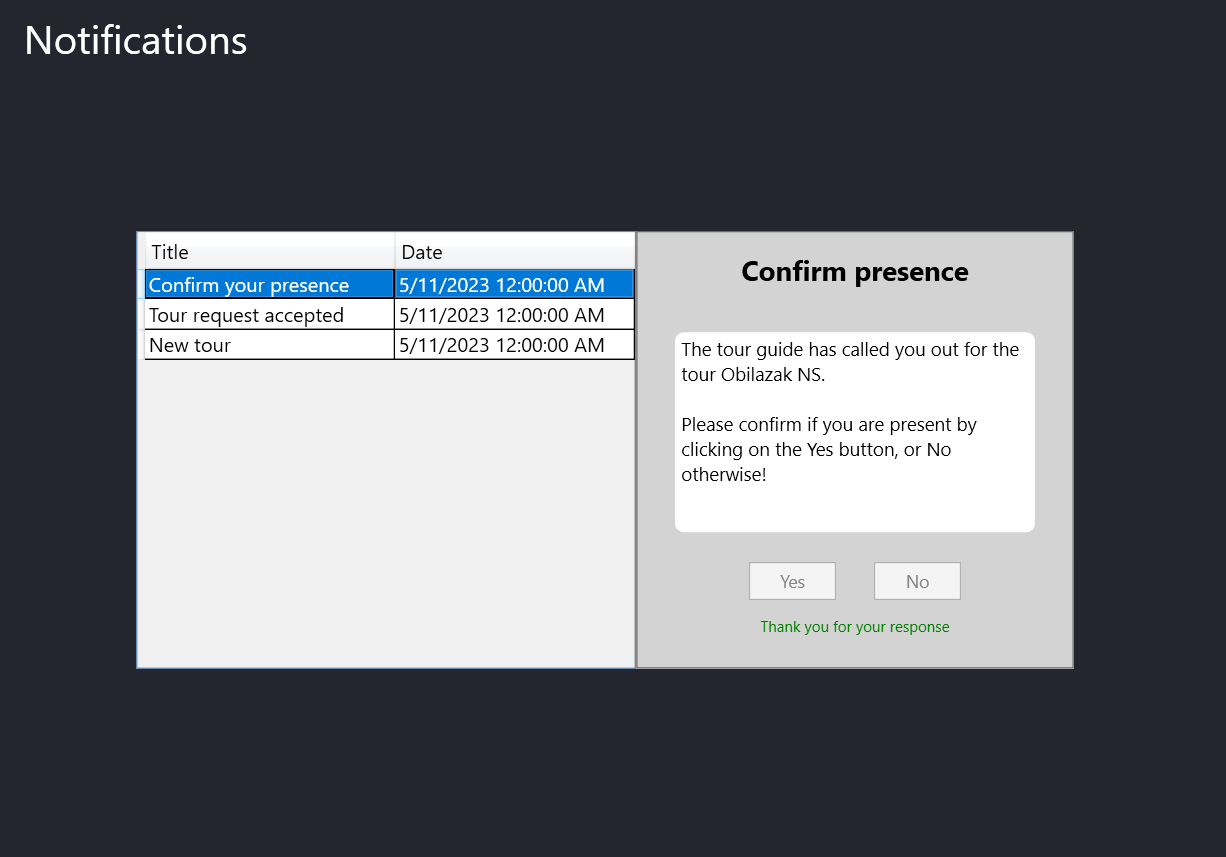 Notifications
Title Date
Confirm your presence 5/11/2023 12:00:00 AM
Tour request accepted 5/11/2023 12:00:00 AM
New tour 5/11/2023 12:00:00 AM
Confirm presence
The tour guide has called you out for the
tour Obilazak NS.
Please confirm if you are present by
clicking on the Yes button, or No
otherwise!
Yes No
Thank you for your response